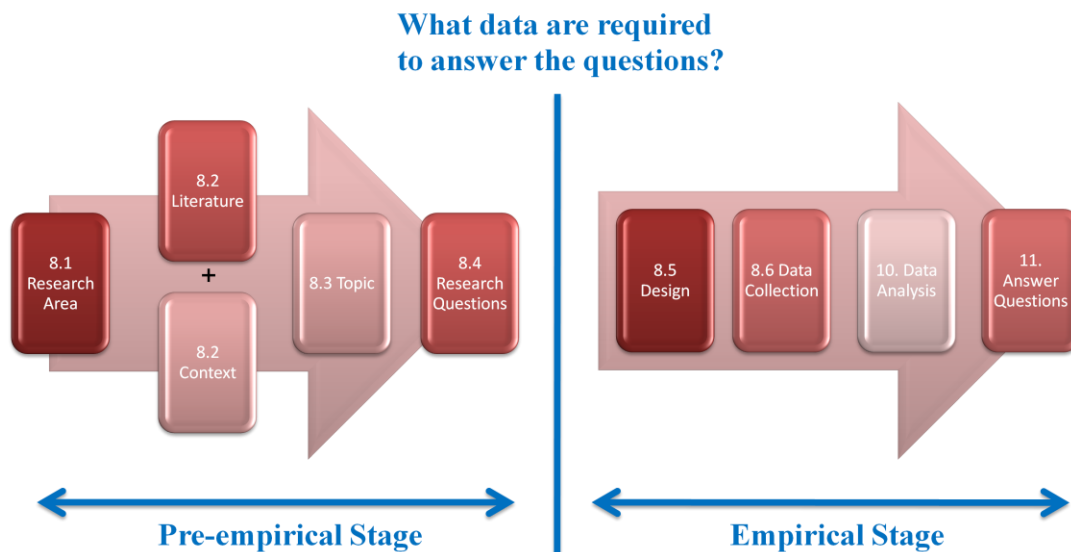 What data are required
to answer the questions?
8.1
Research
Area
8.2
Literature
+
8.2
Context
8.3 Topic
8.4
Research
Questions
8.5
Design
8.6 Data
Collection
10. Data
Analysis
11.
Answer
Questions
Pre-empirical Stage
Empirical Stage